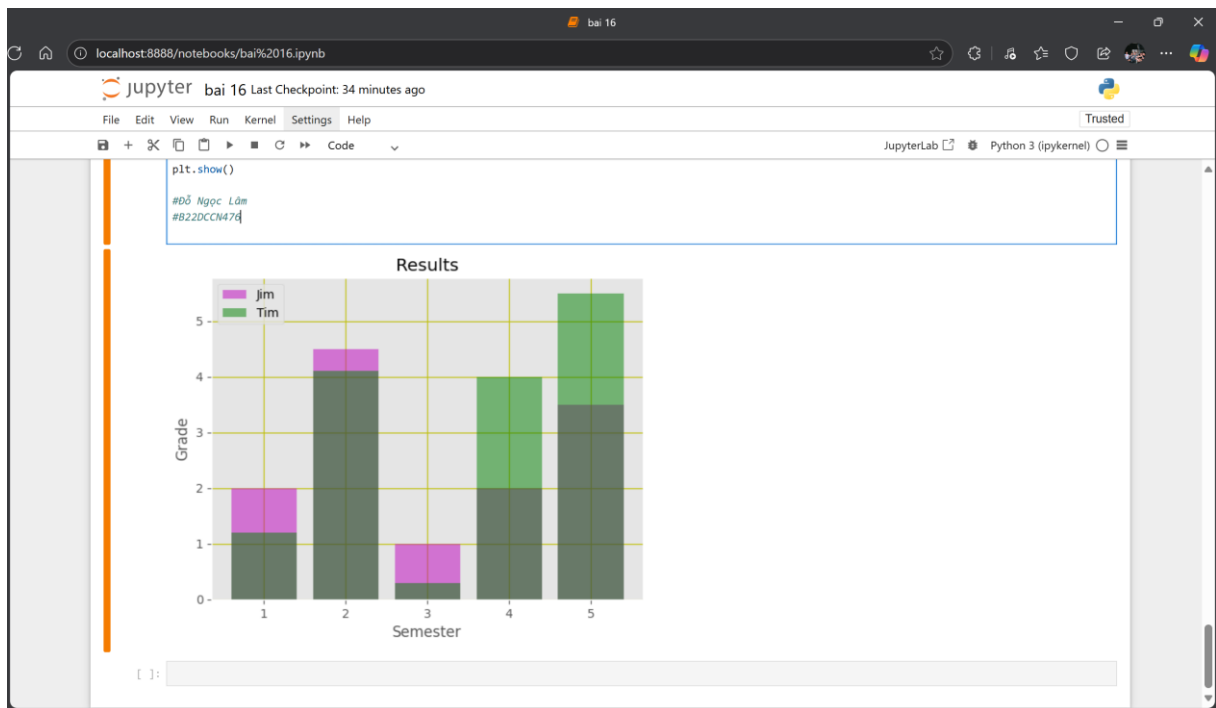 bai 16
localhost:8888/notebooks/bai%2016.ipynb
jupyter bai 16 Last Checkpoint: 34 minutes ago
File Edit View Run Kernel Settings Help
Trusted
Code
JupyterLab
Python 3 (ipykernel)
plt.show()
#Đỗ Ngọc Lâm
#B22DCCN476
Results
Jim
Tim
5
4
3
2
1
0
Grade
1 2 3 4 5
Semester
[ ]: